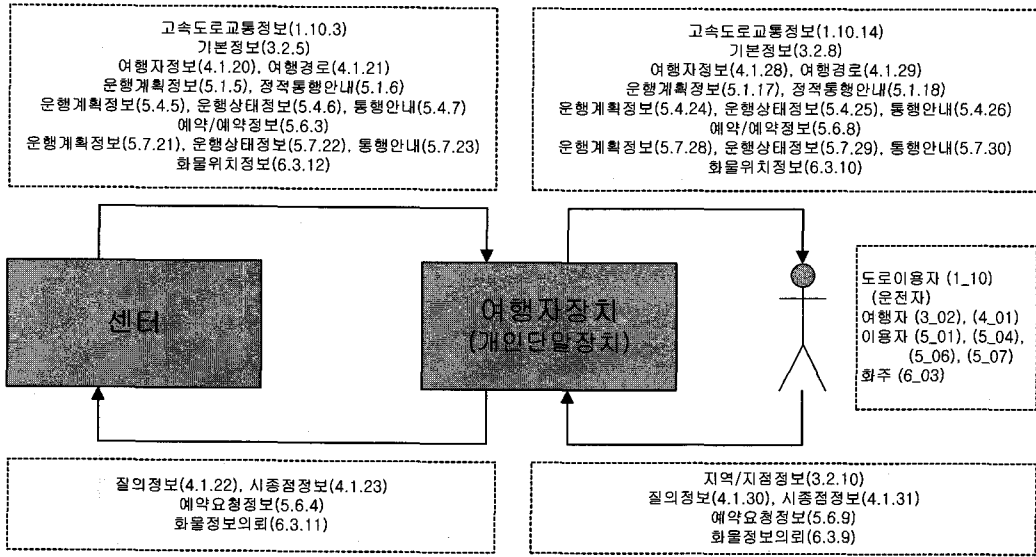 고속도로교통정보(1.10.3)
기본정보(3.2.5)
여행자정보(4.1.20), 여행경로(4.1.21)
운행계획정보(5.1.5), 정적통행안내(5.1.6)
운행계획정보(5.4.5), 운행상태정보(5.4.6), 통행안내(5.4.7)
예약/예약정보(5.6.3)
운행계획정보(5.7.21), 운행상태정보(5.7.22), 통행안내(5.7.23)
화물위치정보(6.3.12)
고속도로교통정보(1.10.14)
기본정보(3.2.8)
여행자정보(4.1.28), 여행경로(4.1.29)
운행계획정보(5.1.17), 정적통행안내(5.1.18)
운행계획정보(5.4.24), 운행상태정보(5.4.25), 통행안내(5.4.26)
예약/예약정보(5.6.8)
운행계획정보(5.7.28), 운행상태정보(5.7.29), 통행안내(5.7.30)
화물위치정보(6.3.10)
센터
여행자장치
(개인단말장치)
도로이용자 (1_10)
(운전자)
여행자 (3_02), (4_01)
이용자 (5_01), (5_04),
(5_06), (5_07)
화주 (6_03)
질의정보(4.1.22), 시종점정보(4.1.23)
예약요청정보(5.6.4)
화물정보의뢰(6.3.11)
지역/지점정보(3.2.10)
질의정보(4.1.30), 시종점정보(4.1.31)
예약요청정보(5.6.9)
화물정보의뢰(6.3.9)